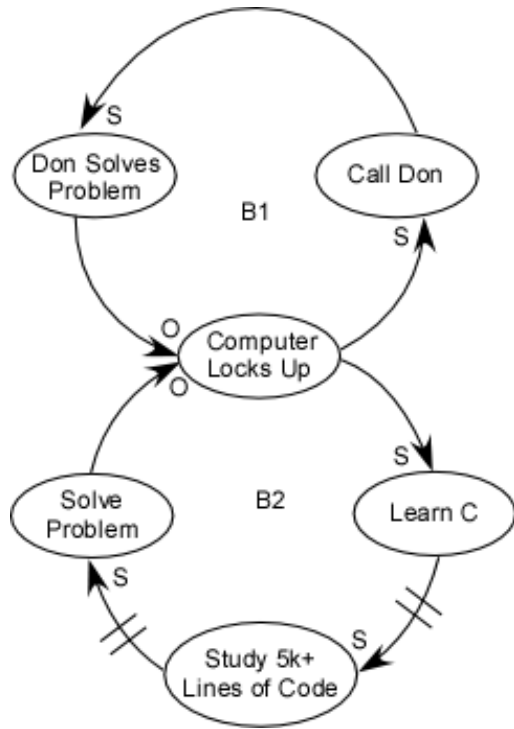 S
Don Solves
Problem
Call Don
B1
S
O
Computer
Locks Up
O
S
Solve
Problem
B2
Learn C
S
S
Study 5k+
Lines of Code